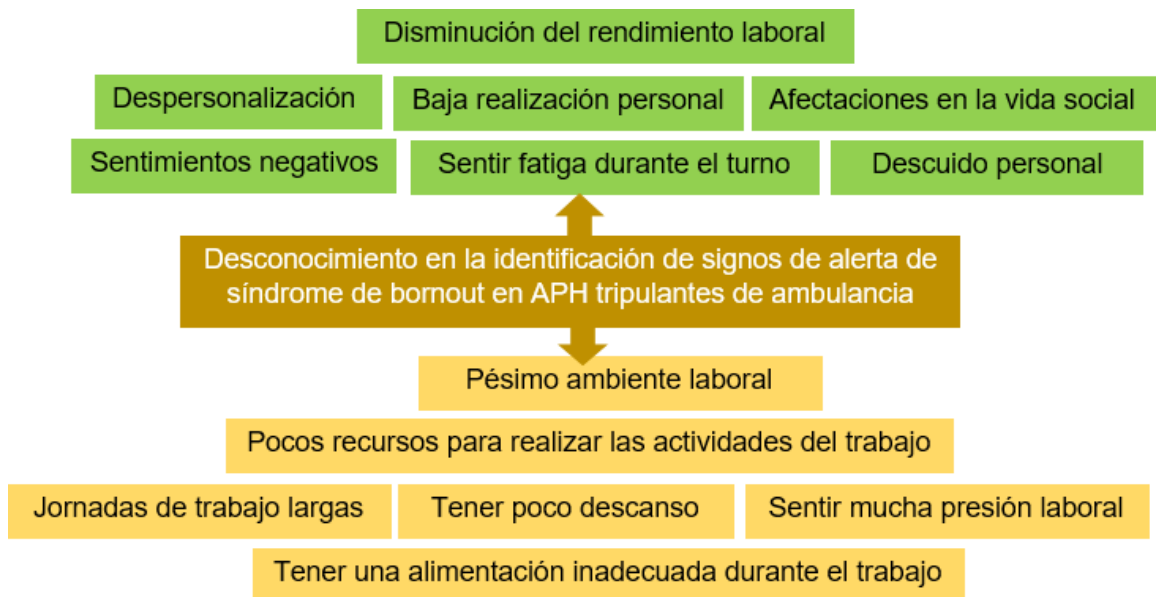 Disminución del rendimiento laboral
Despersonalización
Baja realización personal
Afectaciones en la vida social
Sentimientos negativos
Sentir fatiga durante el turno
Descuido personal
Desconocimiento en la identificación de signos de alerta de
síndrome de bornout en APH tripulantes de ambulancia
Pésimo ambiente laboral
Pocos recursos para realizar las actividades del trabajo
Jornadas de trabajo largas
Tener poco descanso
Sentir mucha presión laboral
Tener una alimentación inadecuada durante el trabajo